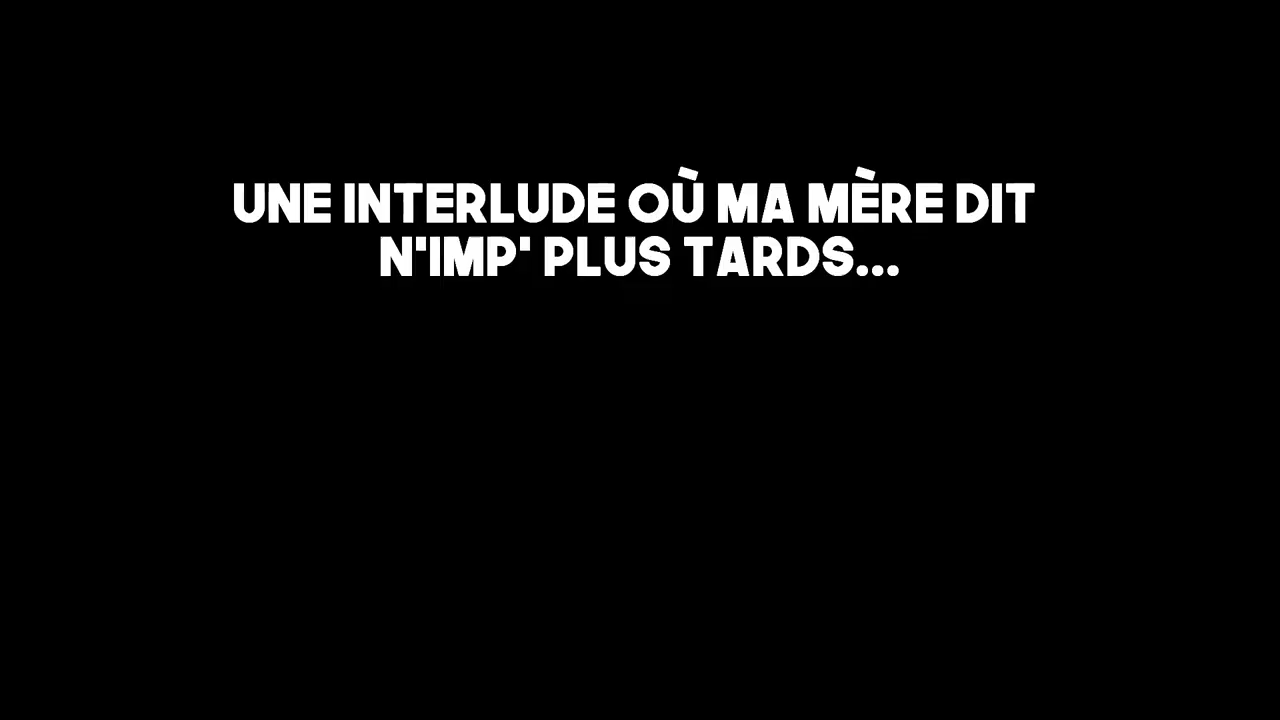 UNE INTERLUDE OÙ MA MÈRE DIT
N'IMP' PLUS TARDS...